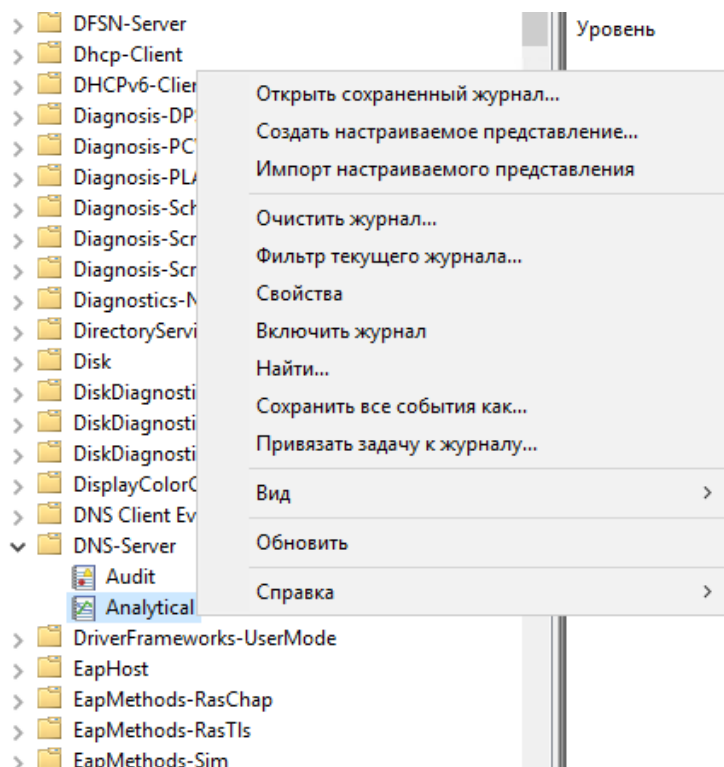 DFSN-Server
Dhcp-Client
DHCPv6-Clier
Diagnosis-DP
Diagnosis-PC
Diagnosis-PLA
Diagnosis-Sch
Diagnosis-Scr
Diagnosis-Scr
Diagnostics-N
DirectoryServi
Disk
DiskDiagnosti
DiskDiagnosti
DiskDiagnosti
DisplayColorC
DNS Client Ev
DNS-Server
Audit
Analytical
DriverFrameworks-UserMode
EapHost
EapMethods-RasChap
EapMethods-RasTls
EapMethods-Sim
Уровень
Открыть сохраненный журнал...
Создать настраиваемое представление...
Импорт настраиваемого представления
Очистить журнал...
Фильтр текущего журнала...
Свойства
Включить журнал
Найти...
Сохранить все события как...
Привязать задачу к журналу...
Вид
Обновить
Справка